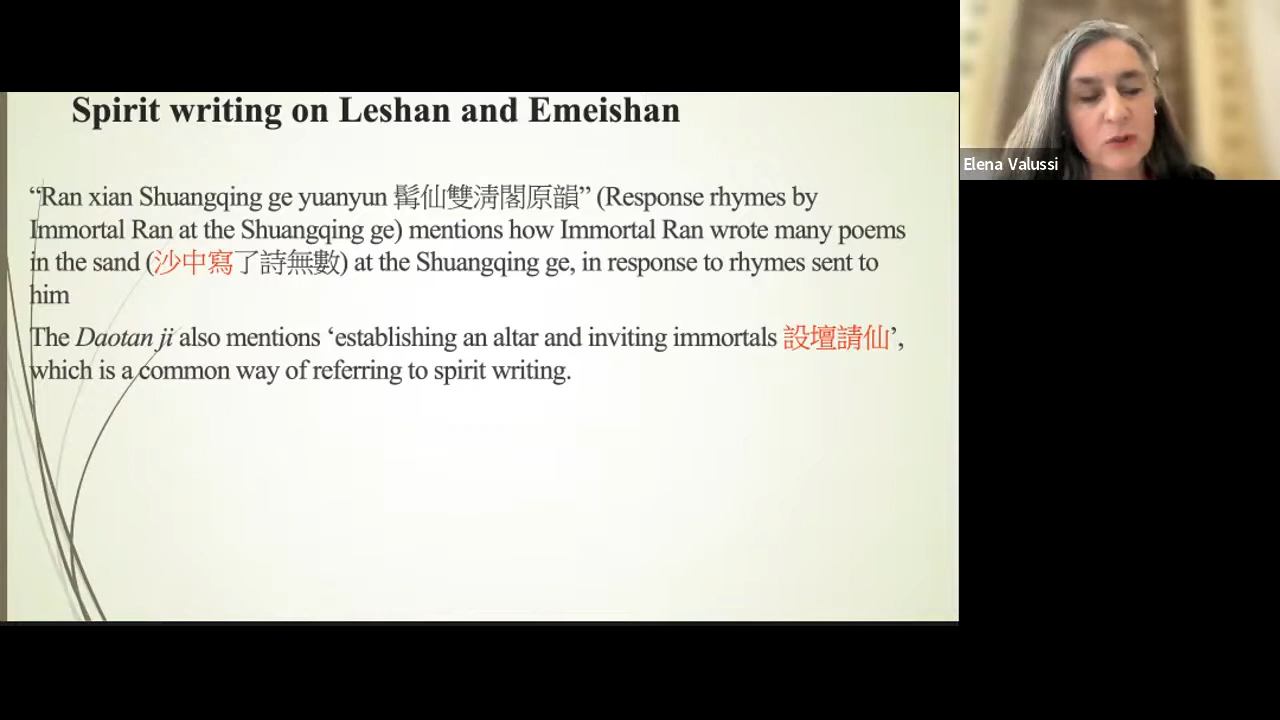 Spirit writing on Leshan and Emeishan
“Ran xian Shuangqing ge yuanyun 髯仙雙清閣原韻” (Response rhymes by
Immortal Ran at the Shuangqing ge) mentions how Immortal Ran wrote many poems
in the sand (沙中寫了詩無數) at the Shuangqing ge, in response to rhymes sent to
him
The Daotan ji also mentions ‘establishing an altar and inviting immortals 設壇請仙’,
which is a common way of referring to spirit writing.
Elena Valussi